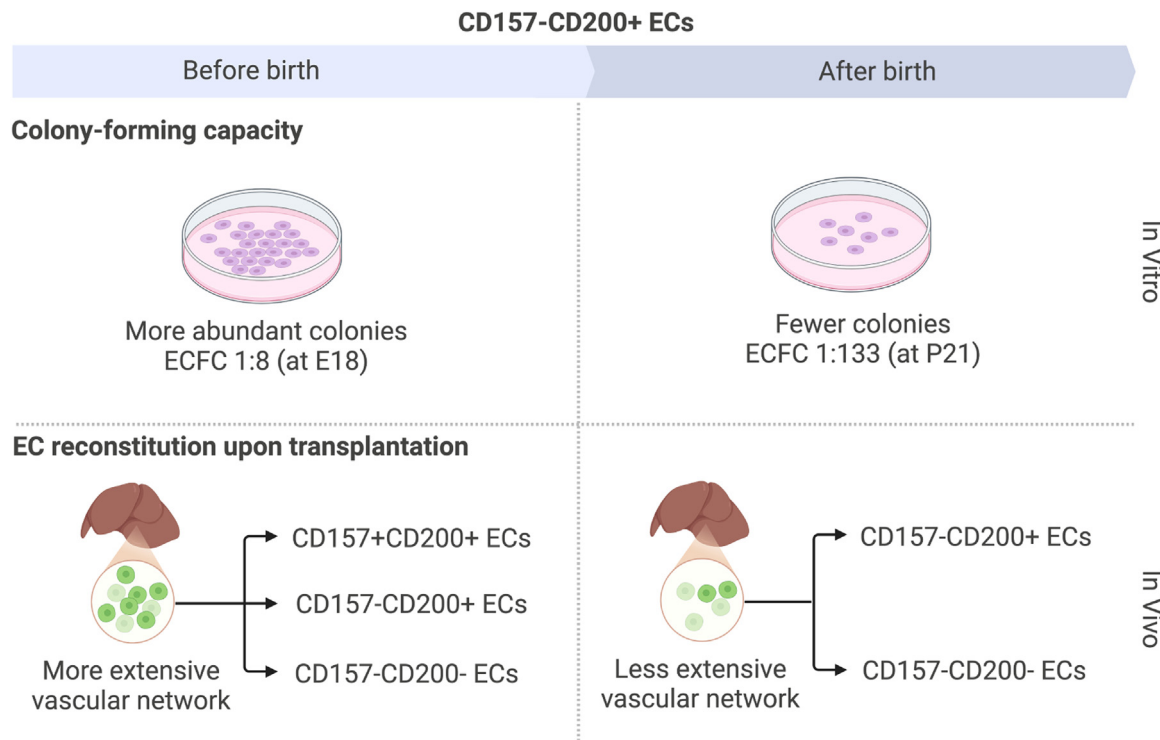 CD157-CD200+ ECs
Before birth
After birth
Colony-forming capacity
More abundant colonies
ECFC 1:8 (at E18)
Fewer colonies
ECFC 1:133 (at P21)
In Vitro
EC reconstitution upon transplantation
CD157+CD200+ ECs
CD157-CD200+ ECs
CD157-CD200- ECs
More extensive
vascular network
CD157-CD200+ ECs
CD157-CD200- ECs
Less extensive
vascular network
In Vivo